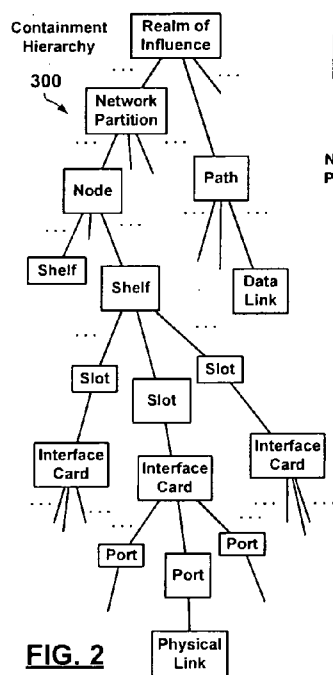 Containment
Hierarchy
300
Realm of
Influence
Network
Partition
Node
Path
Shelf
Shelf
Data
Link
Slot
Slot
Slot
Interface
Card
Interface
Card
Interface
Card
Port
Port
Port
Physical
Link
FIG. 2
N
P